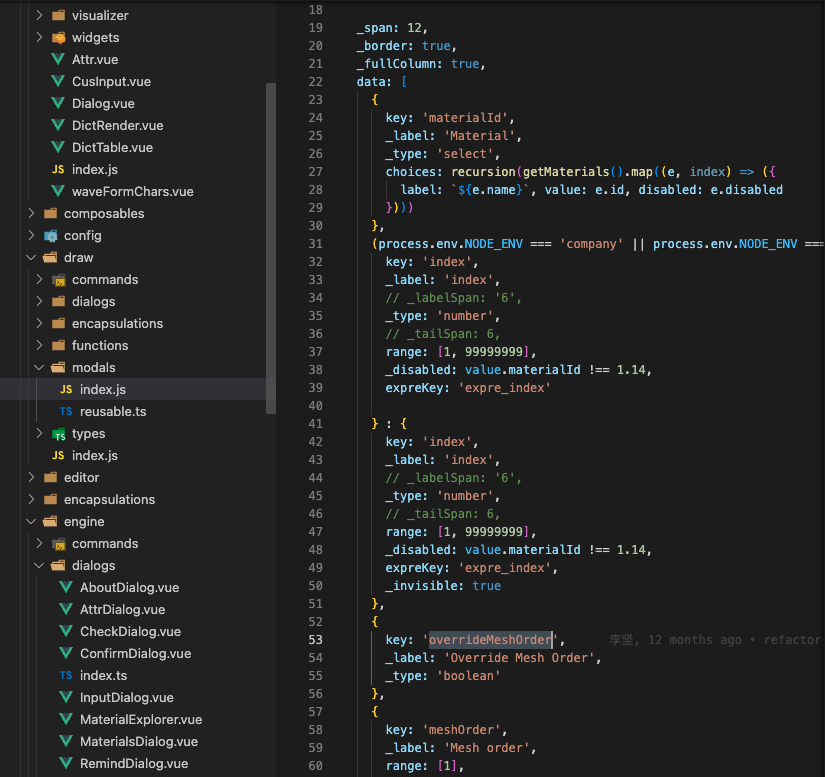 visualizer
widgets
Attr.vue
CusInput.vue
Dialog.vue
DictRender.vue
DictTable.vue
JS index.js
waveFormChars.vue
composables
config
draw
commands
dialogs
encapsulations
functions
modals
JS index.js
TS reusable.ts
TS types
JS index.js
editor
encapsulations
engine
commands
dialogs
AboutDialog.vue
AttrDialog.vue
CheckDialog.vue
ConfirmDialog.vue
TS index.ts
InputDialog.vue
MaterialExplorer.vue
MaterialsDialog.vue
RemindDialog.vue
18
19 _span: 12,
20 _border: true,
21 _fullColumn: true,
22 data: [
23 {
24 key: 'materialId',
25 _label: 'Material',
26 _type: 'select',
27 choices: recursion(getMaterials().map((e, index) => ({
28 label: `${e.name}`, value: e.id, disabled: e.disabled
29 })))
30 },
31 (process.env.NODE_ENV === 'company' || process.env.NODE_ENV ===
32 key: 'index',
33 _label: 'index',
34 // _labelSpan: '6',
35 _type: 'number',
36 // _tailSpan: 6,
37 range: [1, 99999999],
38 _disabled: value.materialId !== 1.14,
39 expreKey: 'expre_index'
40
41 } : {
42 key: 'index',
43 _label: 'index',
44 // _labelSpan: '6',
45 _type: 'number',
46 // _tailSpan: 6,
47 range: [1, 99999999],
48 _disabled: value.materialId !== 1.14,
49 expreKey: 'expre_index',
50 _invisible: true
51 },
52 {
53 key: 'overrideMeshOrder', 李坚, 12 months ago • refactor
54 _label: 'Override Mesh Order',
55 _type: 'boolean'
56 },
57 {
58 key: 'meshOrder',
59 _label: 'Mesh order',
60 range: [1],